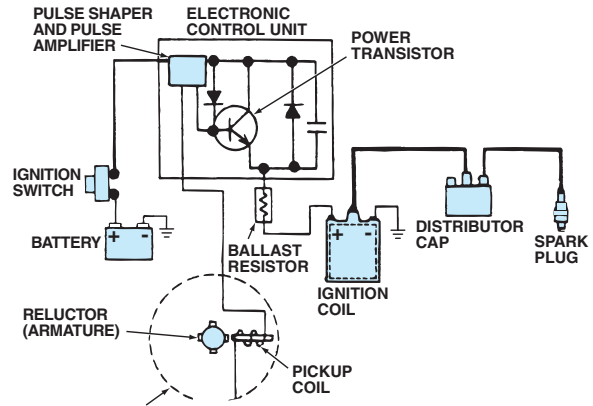 PULSE SHAPER
AND PULSE
AMPLIFIER
ELECTRONIC
CONTROL UNIT
POWER
TRANSISTOR
IGNITION
SWITCH
BATTERY
+ -
BALLAST
RESISTOR
+ -
IGNITION
COIL
DISTRIBUTOR
CAP
SPARK
PLUG
RELUCTOR
(ARMATURE)
PICKUP
COIL